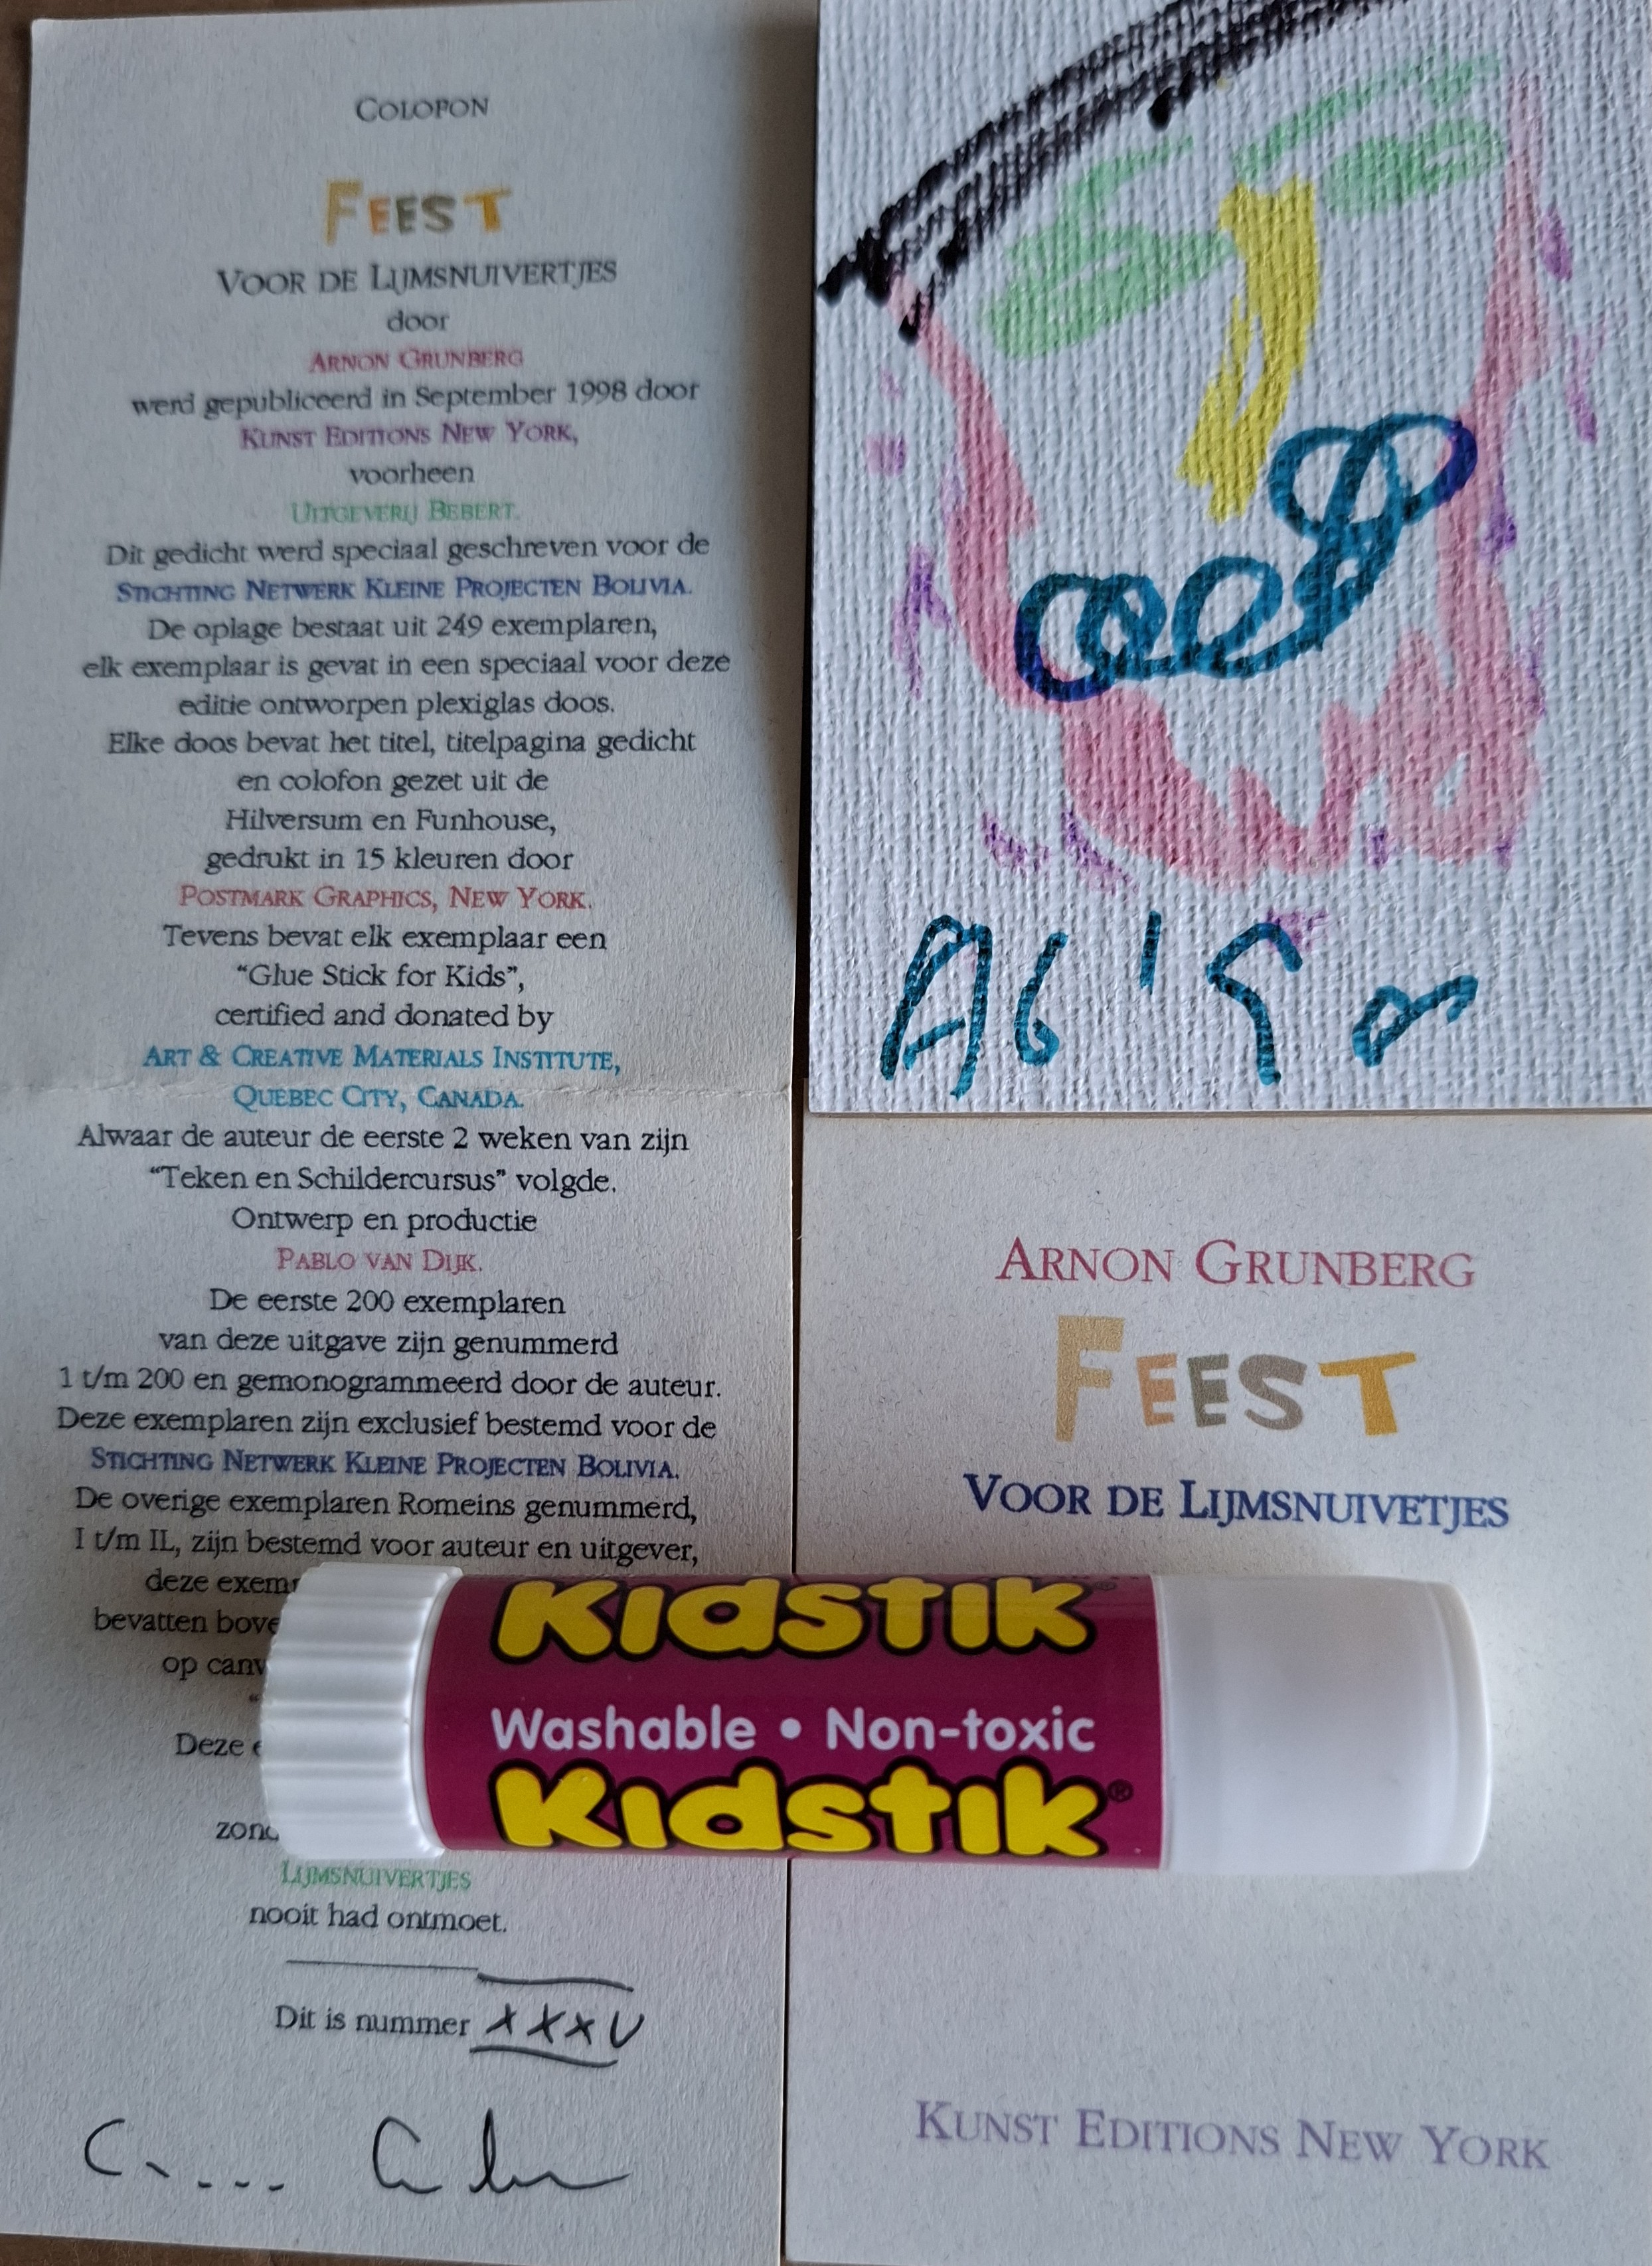 COLOFON
FEEST
VOOR DE LIJMSNUIVERTJES
door
ARNON GRUNBERG
werd gepubliceerd in September 1998 door
KUNST EDITIONS NEW YORK,
voorheen
UITGEVERIJ BEBERT.
Dit gedicht werd speciaal geschreven voor de
STICHTING NETWERK KLEINE PROJECTEN BOLIVIA.
De oplage bestaat uit 249 exemplaren,
elk exemplaar is gevat in een speciaal voor deze
editie ontworpen plexiglas doos.
Elke doos bevat het titel, titelpagina gedicht
en colofon gezet uit de
Hilversum en Funhouse,
gedrukt in 15 kleuren door
POSTMARK GRAPHICS, NEW YORK.
Tevens bevat elk exemplaar een
“Glue Stick for Kids”,
certified and donated by
ART & CREATIVE MATERIALS INSTITUTE,
QUEBEC CITY, CANADA.
Alwaar de auteur de eerste 2 weken van zijn
“Teken en Schildercursus” volgde.
Ontwerp en productie
PABLO VAN DIJK.
De eerste 200 exemplaren
van deze uitgave zijn genummerd
1 t/m 200 en gemonogrammeerd door de auteur.
Deze exemplaren zijn exclusief bestemd voor de
STICHTING NETWERK KLEINE PROJECTEN BOLIVIA.
De overige exemplaren Romeins genummerd,
I t/m IL, zijn bestemd voor auteur en uitgever,
deze
bevatten
op
Deze
LIJMSNUIVERTJES
nooit had ontmoet.
Dit is nummer XXXV
AG '98
ARNON GRUNBERG
FEEST
VOOR DE LIJMSNUIVETJES
Kidstik®
Washable • Non-toxic
Kidstik®
KUNST EDITIONS NEW YORK